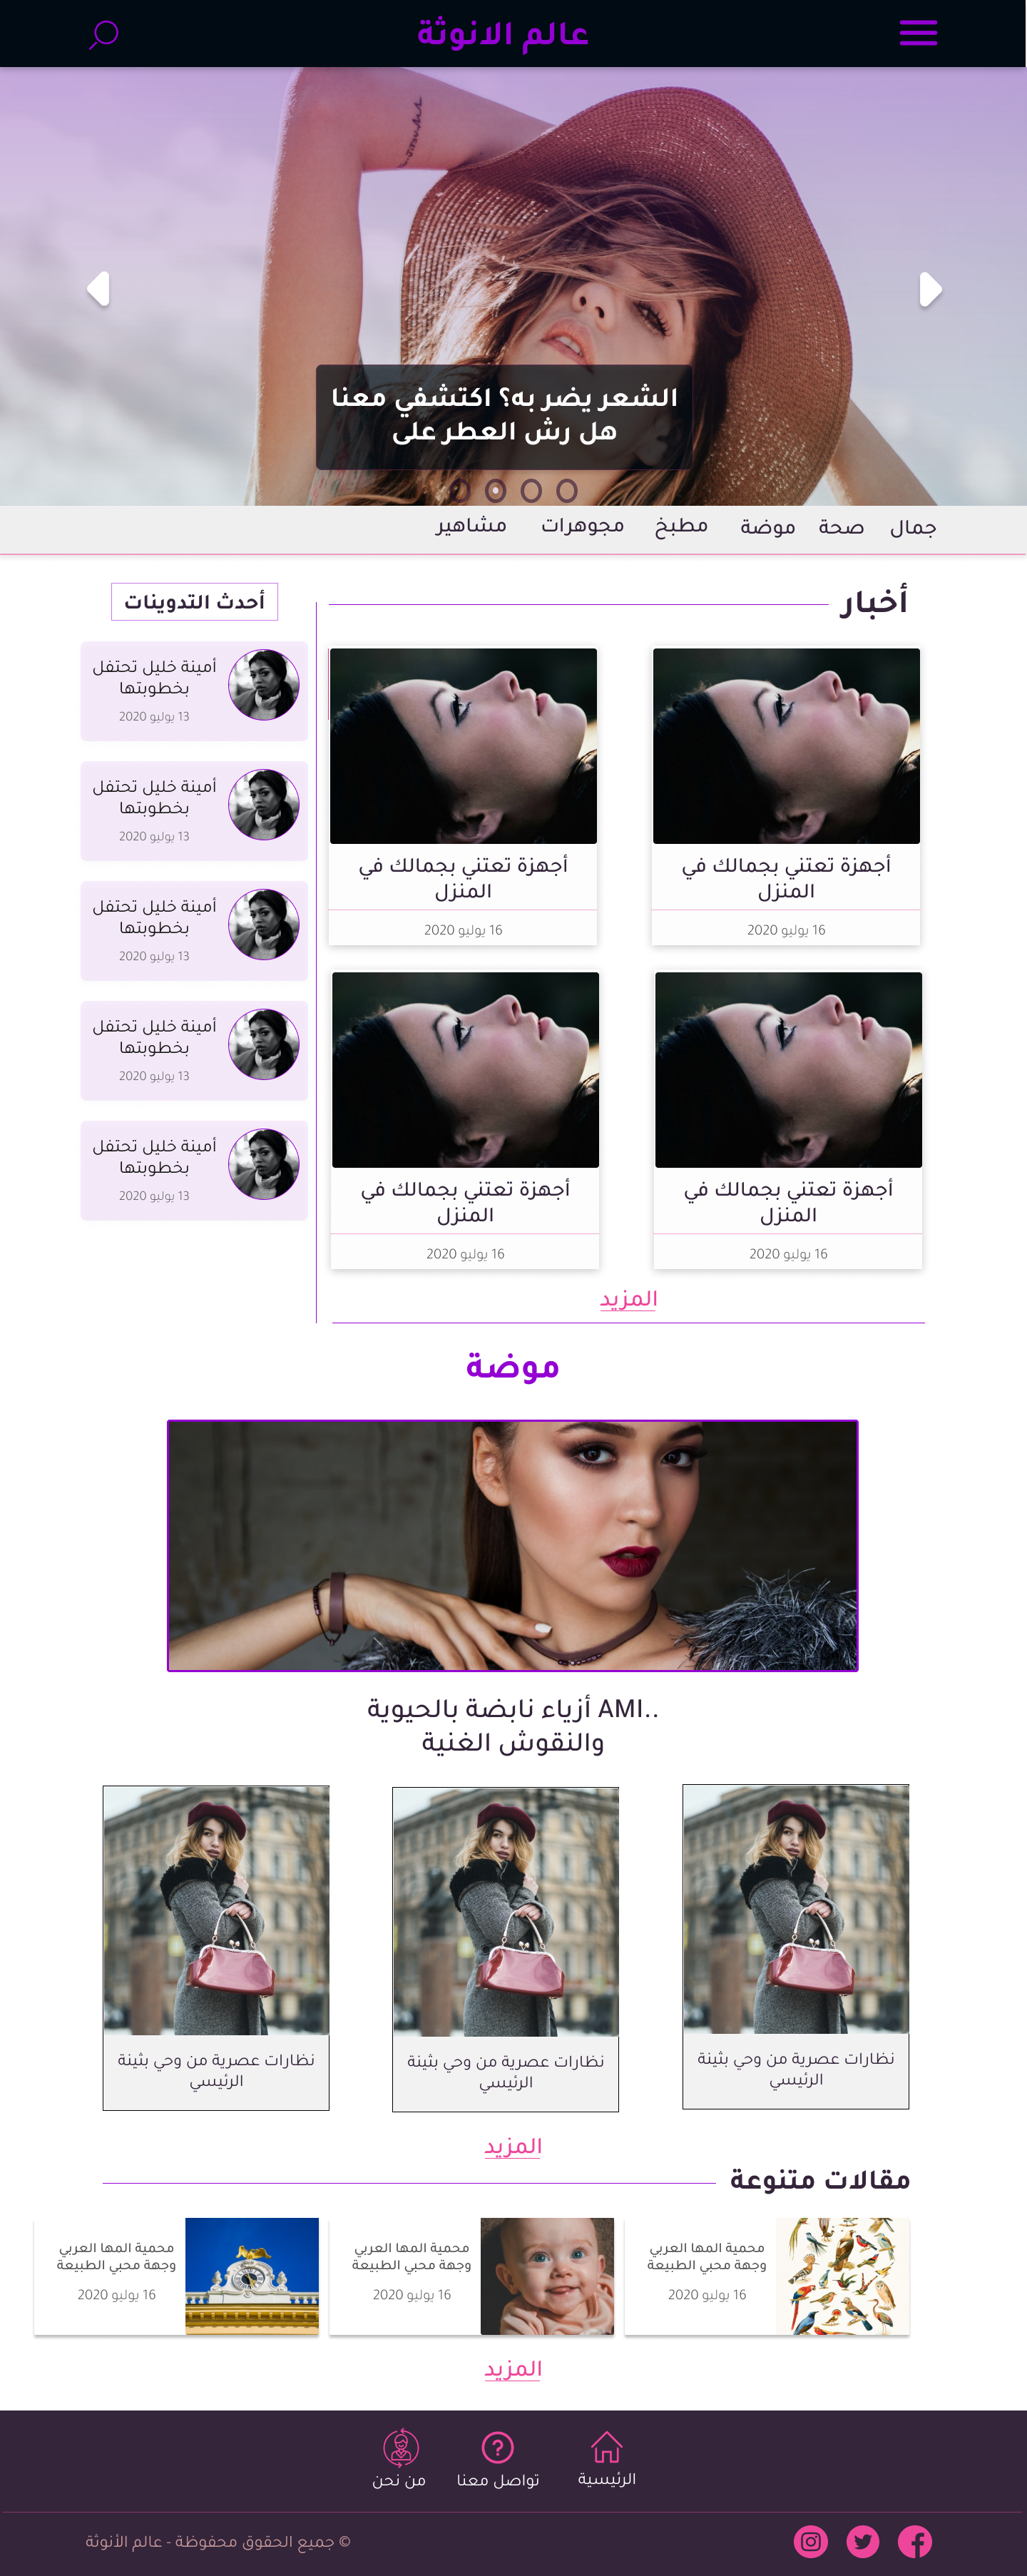 عالم الانوثة
الشعر يضر به؟ اكتشفي معنا
هل رش العطر على
جمال صحة موضة مطبخ مجوهرات مشاهير
أخبار
أجهزة تعتني بجمالك في
المنزل
16 يوليو 2020
أجهزة تعتني بجمالك في
المنزل
16 يوليو 2020
أجهزة تعتني بجمالك في
المنزل
16 يوليو 2020
أجهزة تعتني بجمالك في
المنزل
16 يوليو 2020
المزيد
أحدث التدوينات
أمينة خليل تحتفل
بخطوبتها
13 يوليو 2020
أمينة خليل تحتفل
بخطوبتها
13 يوليو 2020
أمينة خليل تحتفل
بخطوبتها
13 يوليو 2020
أمينة خليل تحتفل
بخطوبتها
13 يوليو 2020
أمينة خليل تحتفل
بخطوبتها
13 يوليو 2020
موضة
..AMI أزياء نابضة بالحيوية
والنقوش الغنية
نظارات عصرية من وحي بثينة
الرئيسي
نظارات عصرية من وحي بثينة
الرئيسي
نظارات عصرية من وحي بثينة
الرئيسي
المزيد
مقالات متنوعة
محمية المها العربي
وجهة محبي الطبيعة
16 يوليو 2020
محمية المها العربي
وجهة محبي الطبيعة
16 يوليو 2020
محمية المها العربي
وجهة محبي الطبيعة
16 يوليو 2020
المزيد
الرئيسية
تواصل معنا
من نحن
© جميع الحقوق محفوظة - عالم الأنوثة